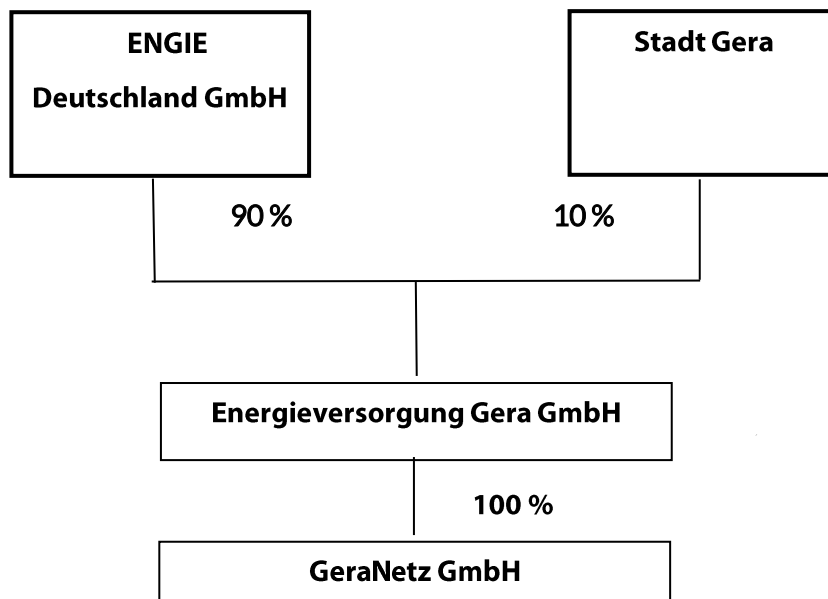 ENGIE
Deutschland GmbH
Stadt Gera
90 %
10 %
Energieversorgung Gera GmbH
100 %
GeraNetz GmbH